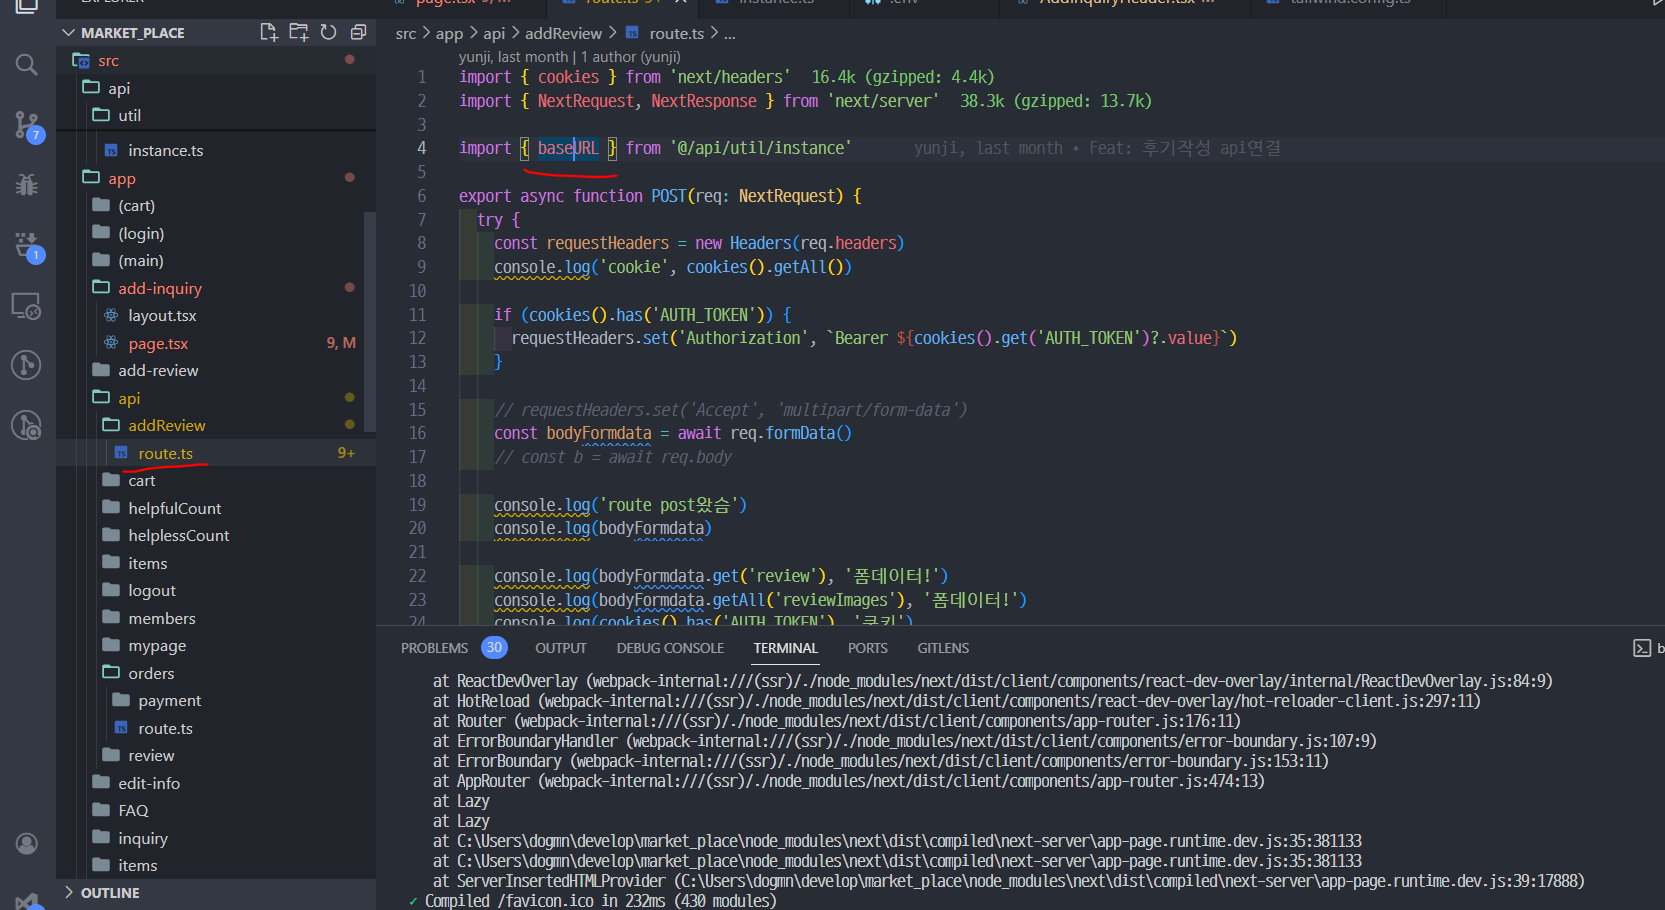 EXPLORER
page.tsx 9, M
route.ts 9+
instance.ts
.env
AddInquiryHeader.tsx
tailwind.config.ts
MARKET_PLACE
src
api
util
instance.ts
app
(cart)
(login)
(main)
add-inquiry
layout.tsx
page.tsx 9, M
add-review
api
addReview
route.ts 9+
cart
helpfulCount
helplessCount
items
logout
members
mypage
orders
payment
route.ts
review
edit-info
FAQ
inquiry
items
OUTLINE
7
1
src > app > api > addReview > route.ts > ...
yunji, last month | 1 author (yunji)
1 import { cookies } from 'next/headers' 16.4k (gzipped: 4.4k)
2 import { NextRequest, NextResponse } from 'next/server' 38.3k (gzipped: 13.7k)
3
4 import { baseURL } from '@/api/util/instance' yunji, last month • Feat: 후기작성 api연결
5
6 export async function POST(req: NextRequest) {
7 try {
8 const requestHeaders = new Headers(req.headers)
9 console.log('cookie', cookies().getAll())
10
11 if (cookies().has('AUTH_TOKEN')) {
12 requestHeaders.set('Authorization', `Bearer ${cookies().get('AUTH_TOKEN')?.value}`)
13 }
14
15 // requestHeaders.set('Accept', 'multipart/form-data')
16 const bodyFormdata = await req.formData()
17 // const b = await req.body
18
19 console.log('route post왔슴')
20 console.log(bodyFormdata)
21
22 console.log(bodyFormdata.get('review'), '폼데이터!')
23 console.log(bodyFormdata.getAll('reviewImages'), '폼데이터!')
24 console.log(cookies().has('AUTH_TOKEN'), '쿠키')
PROBLEMS 30 OUTPUT DEBUG CONSOLE TERMINAL PORTS GITLENS
at ReactDevOverlay (webpack-internal:///(ssr)/./node_modules/next/dist/client/components/react-dev-overlay/internal/ReactDevOverlay.js:84:9)
at HotReload (webpack-internal:///(ssr)/./node_modules/next/dist/client/components/react-dev-overlay/hot-reloader-client.js:297:11)
at Router (webpack-internal:///(ssr)/./node_modules/next/dist/client/components/app-router.js:176:11)
at ErrorBoundaryHandler (webpack-internal:///(ssr)/./node_modules/next/dist/client/components/error-boundary.js:107:9)
at ErrorBoundary (webpack-internal:///(ssr)/./node_modules/next/dist/client/components/error-boundary.js:153:11)
at AppRouter (webpack-internal:///(ssr)/./node_modules/next/dist/client/components/app-router.js:474:13)
at Lazy
at Lazy
at C:\Users\dogmn\develop\market_place\node_modules\next\dist\compiled\next-server\app-page.runtime.dev.js:35:381133
at C:\Users\dogmn\develop\market_place\node_modules\next\dist\compiled\next-server\app-page.runtime.dev.js:35:381133
at ServerInsertedHTMLProvider (C:\Users\dogmn\develop\market_place\node_modules\next\dist\compiled\next-server\app-page.runtime.dev.js:39:17888)
✓ Compiled /favicon.ico in 232ms (430 modules)